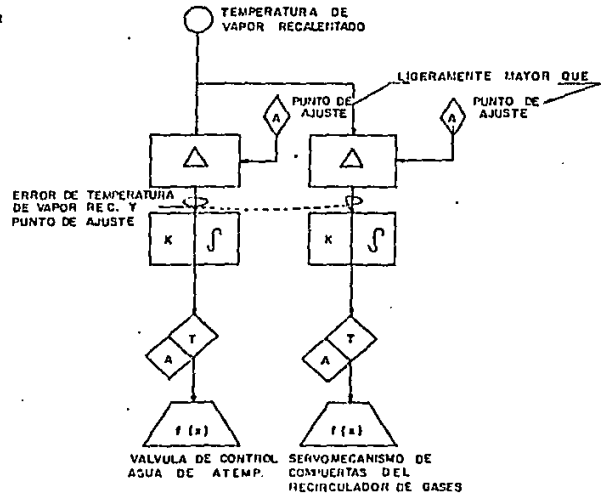 R
TEMPERATURA DE
VAPOR RECALENTADO
LIGERAMENTE MAYOR QUE
PUNTO DE
AJUSTE
A
PUNTO DE
AJUSTE
A
Δ
Δ
ERROR DE TEMPERATURA
DE VAPOR REC. Y
PUNTO DE AJUSTE
K ∫
K ∫
T
A
T
A
f (x)
f (x)
VALVULA DE CONTROL
AGUA DE ATEMP.
SERVOMECANISMO DE
COMPUERTAS DEL
RECIRCULADOR DE GASES